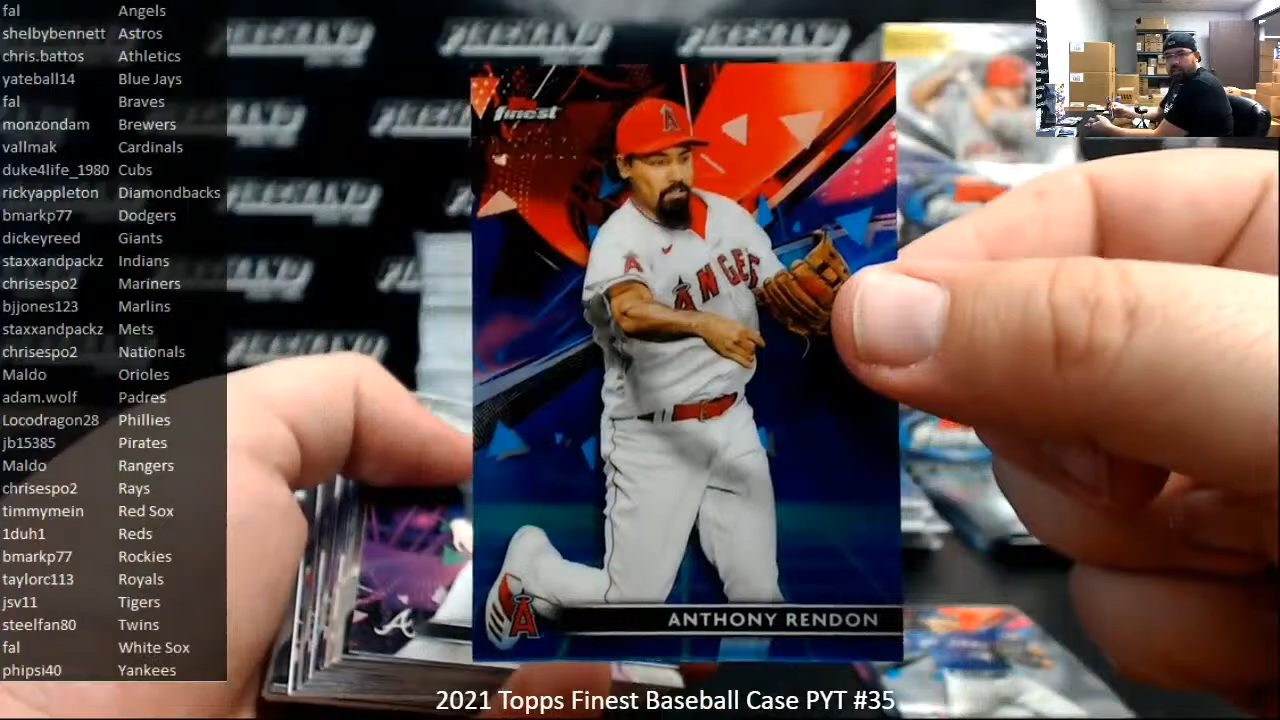 fal Angels
shelbybennett Astros
chris.battos Athletics
yateball14 Blue Jays
fal Braves
monzondam Brewers
vallmak Cardinals
duke4life_1980 Cubs
rickyappleton Diamondbacks
bmarkp77 Dodgers
dickeyreed Giants
staxxandpackz Indians
chrisespo2 Mariners
bjjones123 Marlins
staxxandpackz Mets
chrisespo2 Nationals
Maldo Orioles
adam.wolf Padres
Locodragon28 Phillies
jb15385 Pirates
Maldo Rangers
chrisespo2 Rays
timmymein Red Sox
1duh1 Reds
bmarkp77 Rockies
taylorc113 Royals
jsv11 Tigers
steelfan80 Twins
fal White Sox
phipsi40 Yankees
finest
A
ANGELS
A
ANTHONY RENDON
2021 Topps Finest Baseball Case PYT #35